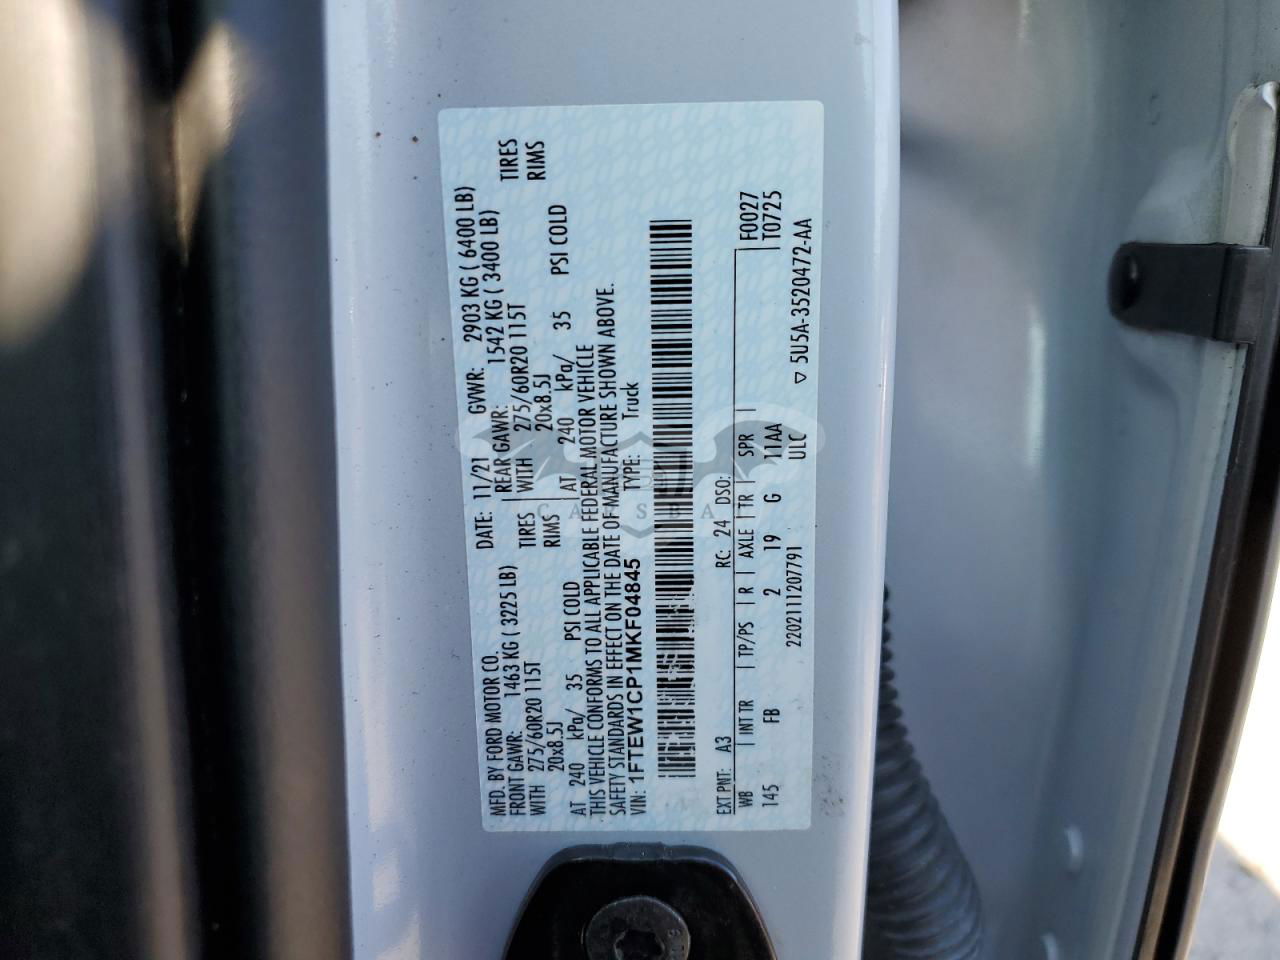 MFD. BY FORD MOTOR CO. DATE: 11/21 GVWR: 2903 KG ( 6400 LB)
FRONT GAWR: 1463 KG ( 3225 LB) REAR GAWR: 1542 KG ( 3400 LB)
WITH 275/60R20 115T TIRES WITH 275/60R20 115T TIRES
20x8.5J RIMS 20x8.5J RIMS
AT 240 kPa/ 35 PSI COLD AT 240 kPa/ 35 PSI COLD
THIS VEHICLE CONFORMS TO ALL APPLICABLE FEDERAL MOTOR VEHICLE
SAFETY STANDARDS IN EFFECT ON THE DATE OF MANUFACTURE SHOWN ABOVE.
VIN: 1FTEW1CP1MKF04845 TYPE: Truck
EXT PNT: A3 RC: 24 DSO: F0027
WB INT TR TP/PS R AXLE TR SPR T0725
145 FB 2 19 G 11AA
220211207791 ULC ▽ 5U5A-3520472-AA